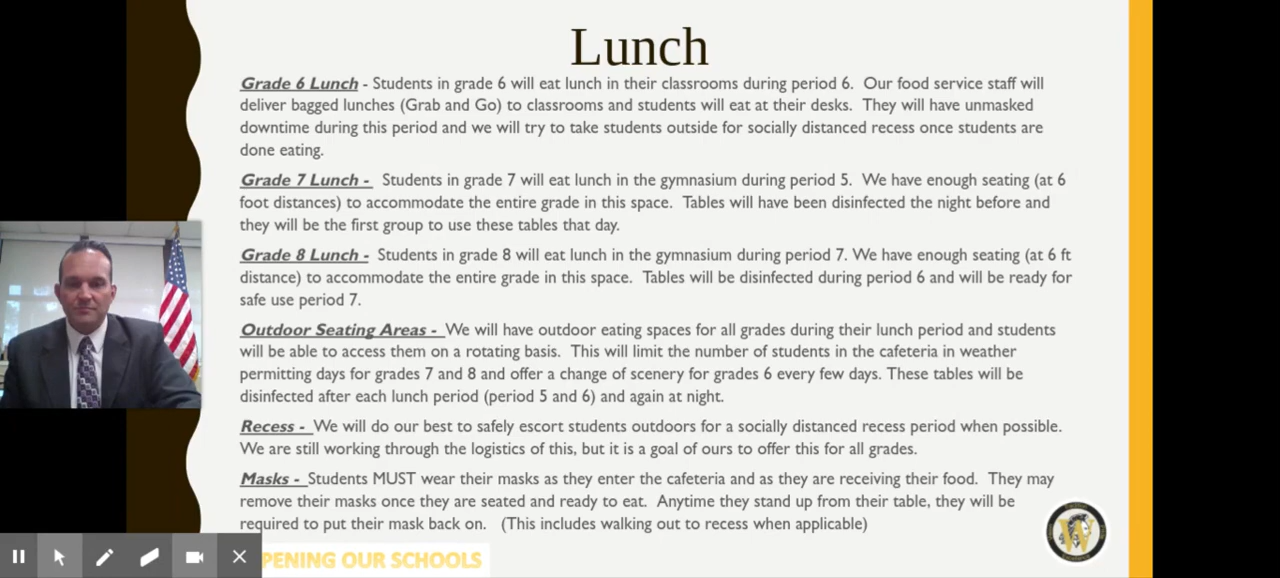 Lunch
Grade 6 Lunch - Students in grade 6 will eat lunch in their classrooms during period 6. Our food service staff will
deliver bagged lunches (Grab and Go) to classrooms and students will eat at their desks. They will have unmasked
downtime during this period and we will try to take students outside for socially distanced recess once students are
done eating.
Grade 7 Lunch - Students in grade 7 will eat lunch in the gymnasium during period 5. We have enough seating (at 6
foot distances) to accommodate the entire grade in this space. Tables will have been disinfected the night before and
they will be the first group to use these tables that day.
Grade 8 Lunch - Students in grade 8 will eat lunch in the gymnasium during period 7. We have enough seating (at 6 ft
distance) to accommodate the entire grade in this space. Tables will be disinfected during period 6 and will be ready for
safe use period 7.
Outdoor Seating Areas - We will have outdoor eating spaces for all grades during their lunch period and students
will be able to access them on a rotating basis. This will limit the number of students in the cafeteria in weather
permitting days for grades 7 and 8 and offer a change of scenery for grades 6 every few days. These tables will be
disinfected after each lunch period (period 5 and 6) and again at night.
Recess - We will do our best to safely escort students outdoors for a socially distanced recess period when possible.
We are still working through the logistics of this, but it is a goal of ours to offer this for all grades.
Masks - Students MUST wear their masks as they enter the cafeteria and as they are receiving their food. They may
remove their masks once they are seated and ready to eat. Anytime they stand up from their table, they will be
required to put their mask back on. (This includes walking out to recess when applicable)
W
PENING OUR SCHOOLS